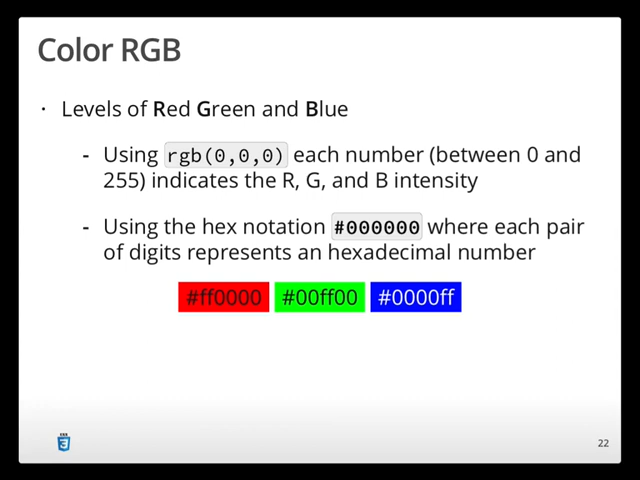 Color RGB
· Levels of Red Green and Blue
- Using rgb(0,0,0) each number (between 0 and
255) indicates the R, G, and B intensity
- Using the hex notation #000000 where each pair
of digits represents an hexadecimal number
#ff0000 #00ff00 #0000ff
22